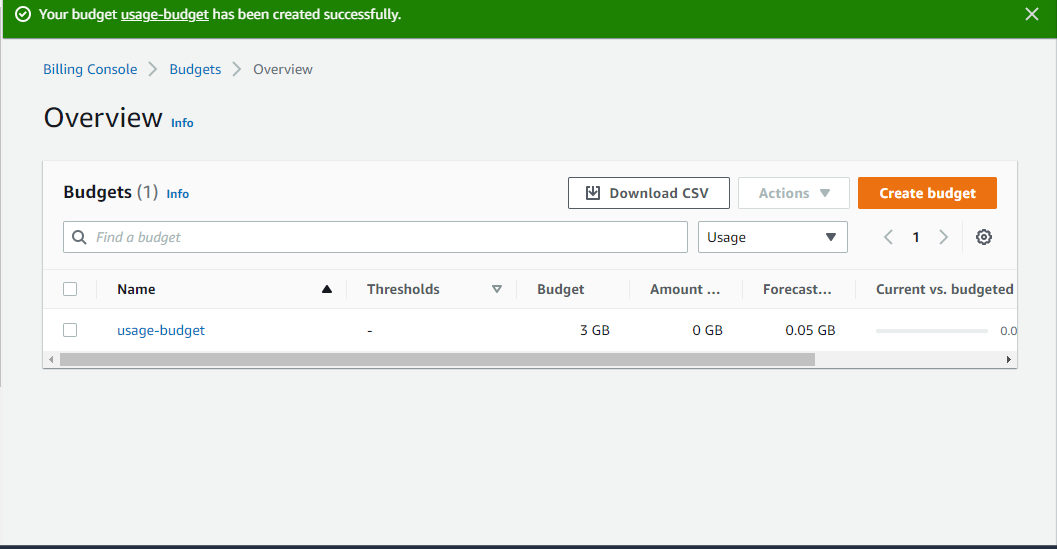 Your budget usage-budget has been created successfully.
Billing Console > Budgets > Overview
Overview Info
Budgets (1) Info Download CSV Actions Create budget
Find a budget Usage 1
Name Thresholds Budget Amount ... Forecast... Current vs. budgeted
usage-budget - 3 GB 0 GB 0.05 GB 0.0